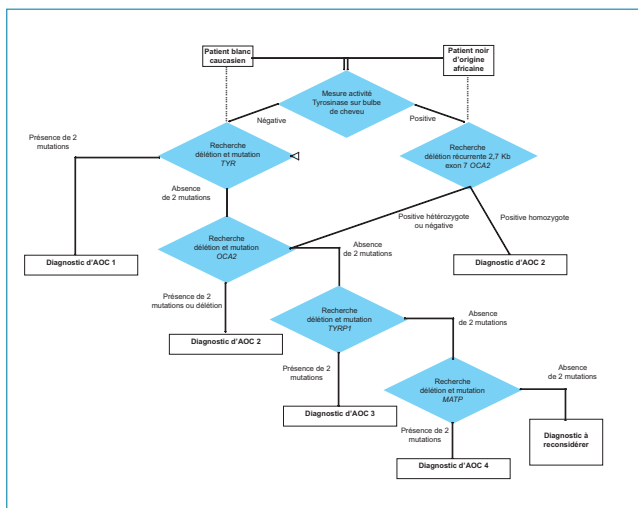 Patient blanc
caucasien
Patient noir
d'origine
africaine
Mesure activité
Tyrosinase sur bulbe
de cheveu
Négative
Positive
Présence de 2
mutations
Recherche
délétion et mutation
TYR
Recherche
délétion récurrente 2,7 Kb
exon 7 OCA2
Absence
de 2 mutations
Positive hétérozygote
ou négative
Positive homozygote
Recherche
délétion et mutation
OCA2
Absence
de 2 mutations
Diagnostic d'AOC 1
Diagnostic d'AOC 2
Présence de 2
mutations ou délétion
Recherche
délétion et mutation
TYRP1
Absence
de 2 mutations
Diagnostic d'AOC 2
Présence de 2
mutations
Recherche
délétion et mutation
MATP
Absence
de 2 mutations
Diagnostic d'AOC 3
Présence de 2
mutations
Diagnostic à
reconsidérer
Diagnostic d'AOC 4